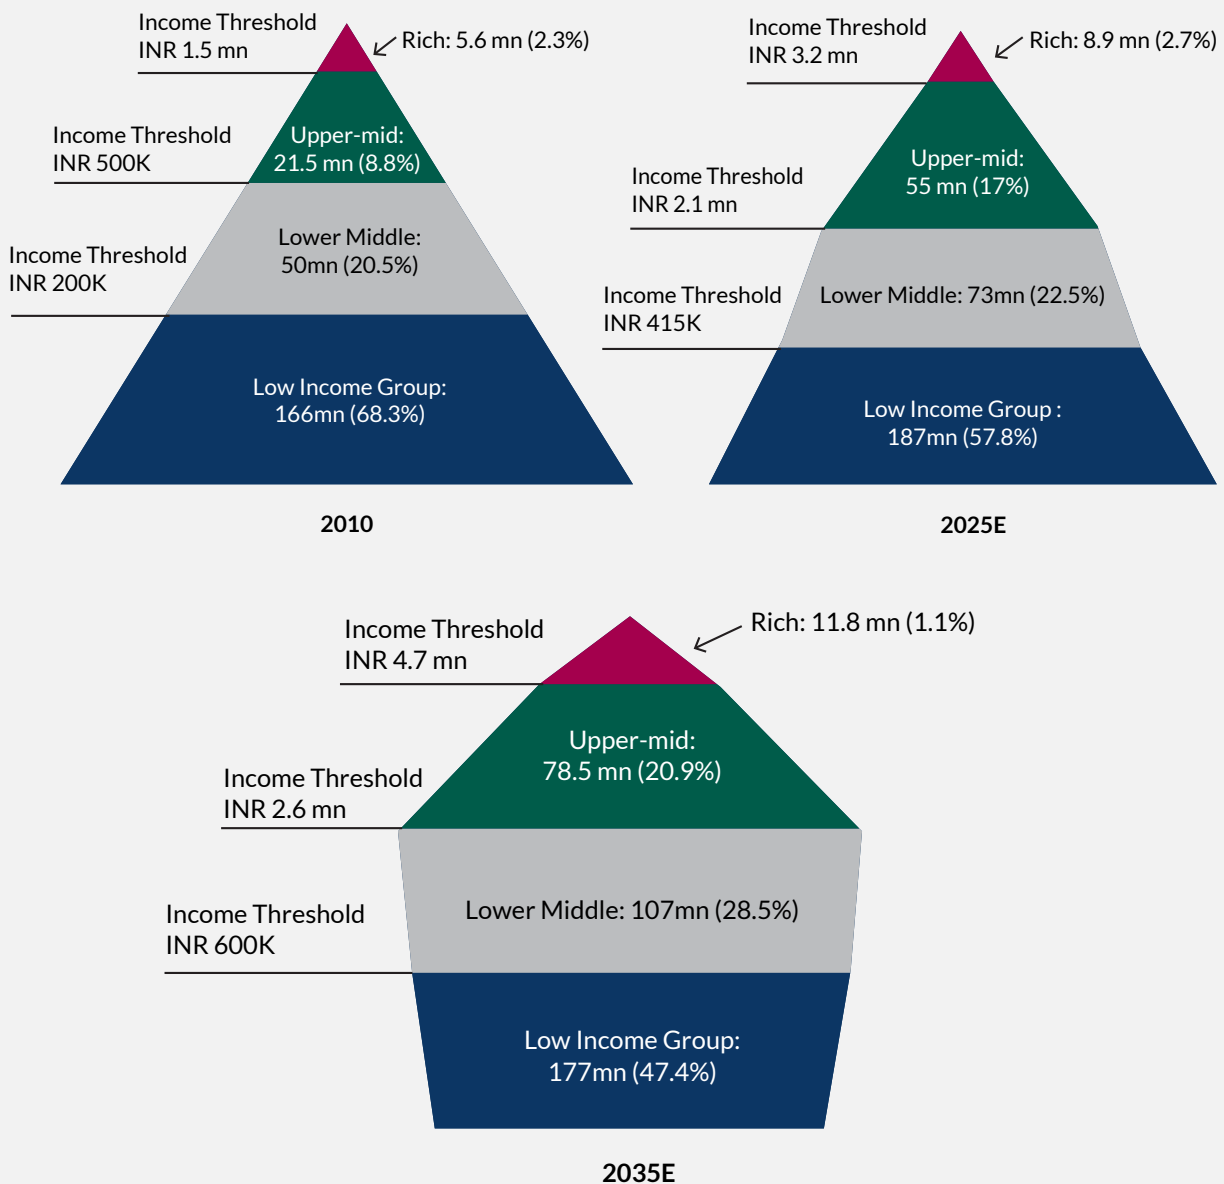 Income Threshold
INR 1.5 mn
Rich: 5.6 mn (2.3%)
Income Threshold
INR 500K
Upper-mid:
21.5 mn (8.8%)
Income Threshold
INR 200K
Lower Middle:
50mn (20.5%)
Low Income Group:
166mn (68.3%)
2010
Income Threshold
INR 3.2 mn
Rich: 8.9 mn (2.7%)
Income Threshold
INR 2.1 mn
Upper-mid:
55 mn (17%)
Income Threshold
INR 415K
Lower Middle: 73mn (22.5%)
Low Income Group :
187mn (57.8%)
2025E
Income Threshold
INR 4.7 mn
Rich: 11.8 mn (1.1%)
Income Threshold
INR 2.6 mn
Upper-mid:
78.5 mn (20.9%)
Income Threshold
INR 600K
Lower Middle: 107mn (28.5%)
Low Income Group:
177mn (47.4%)
2035E